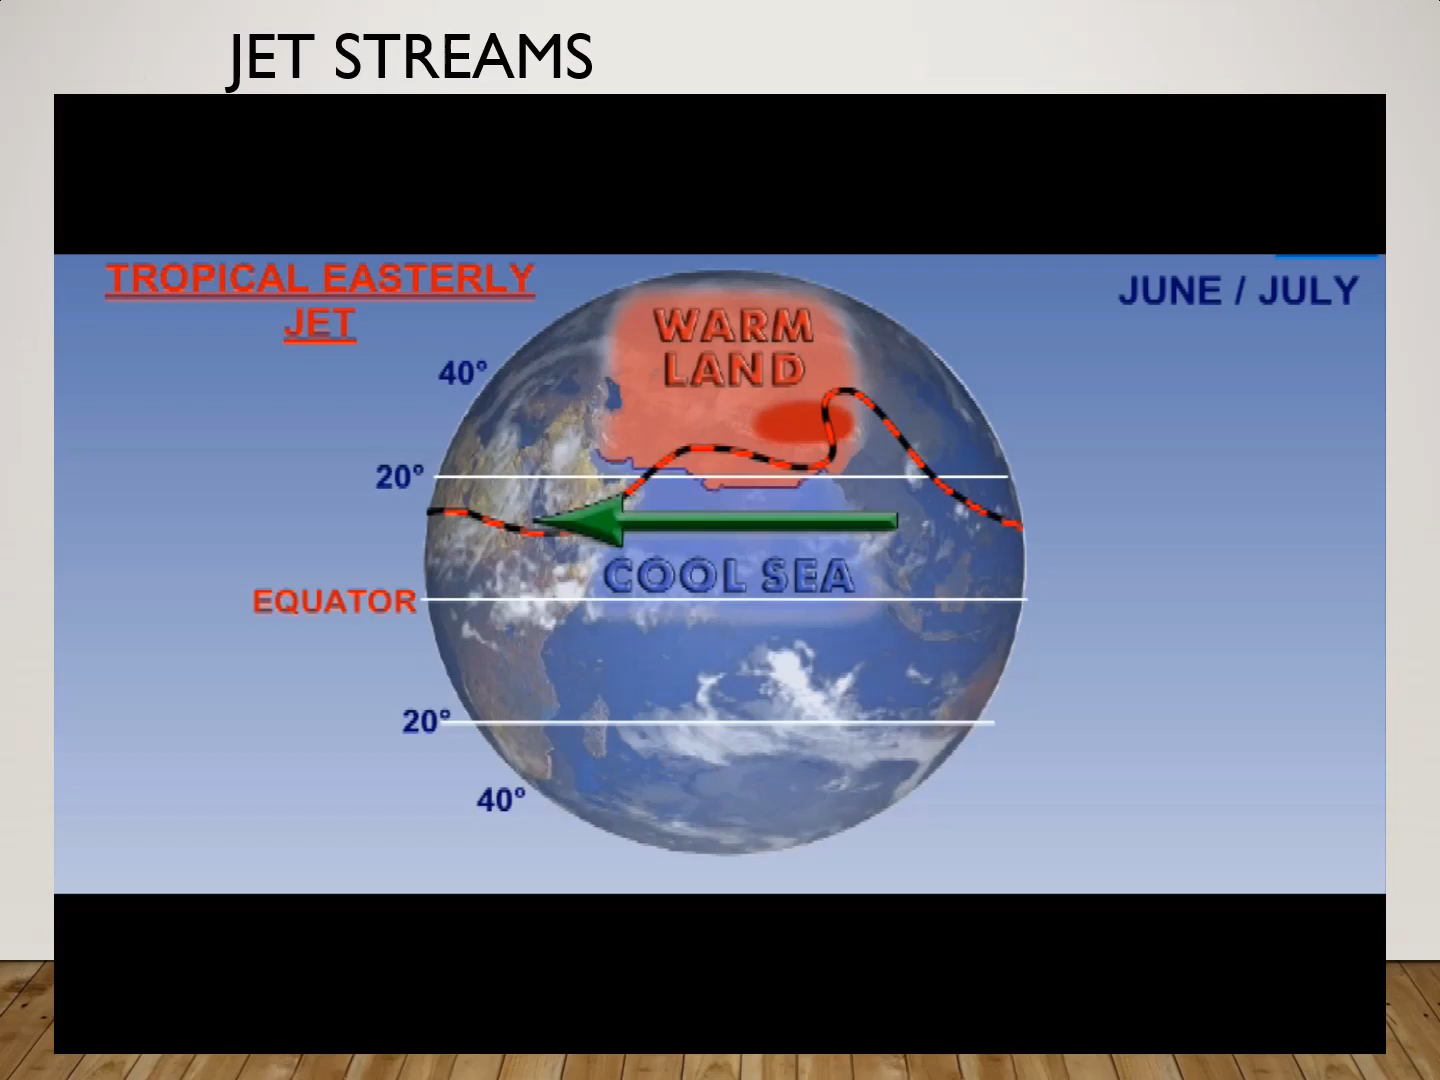 JET STREAMS
TROPICAL EASTERLY
JET
JUNE / JULY
WARM
LAND
40°
20°
COOL SEA
EQUATOR
20°
40°